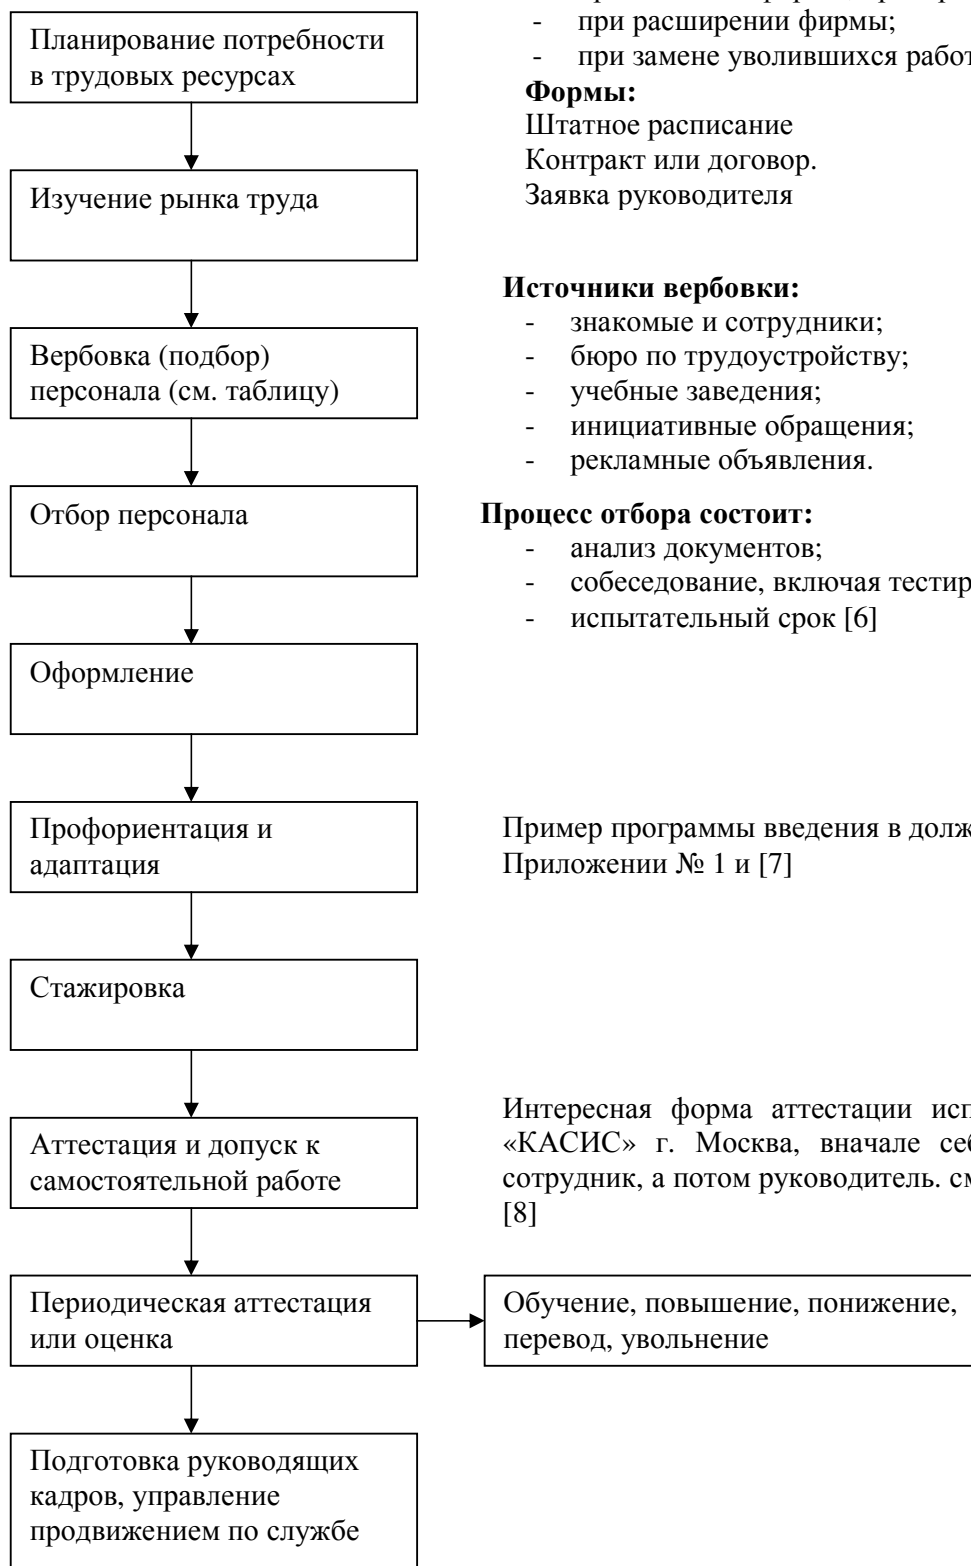 при расширении фирмы;
Планирование потребности
в трудовых ресурсах
- при расширении фирмы;
- при замене уволившихся
Формы:
Штатное расписание
Контракт или договор.
Заявка руководителя
Изучение рынка труда
Источники вербовки:
- знакомые и сотрудники;
- бюро по трудоустройству;
- учебные заведения;
- инициативные обращения;
- рекламные объявления.
Вербовка (подбор)
персонала (см. таблицу)
Отбор персонала
Процесс отбора состоит:
- анализ документов;
- собеседование, включая
- испытательный срок [6]
Оформление
Профориентация и
адаптация
Пример программы введения в
Приложении № 1 и [7]
Стажировка
Аттестация и допуск к
самостоятельной работе
Интересная форма аттестации
«КАСИС» г. Москва, вначале
сотрудник, а потом руководитель.
[8]
Периодическая аттестация
или оценка
Обучение, повышение, понижение,
перевод, увольнение
Подготовка руководящих
кадров, управление
продвижением по службе